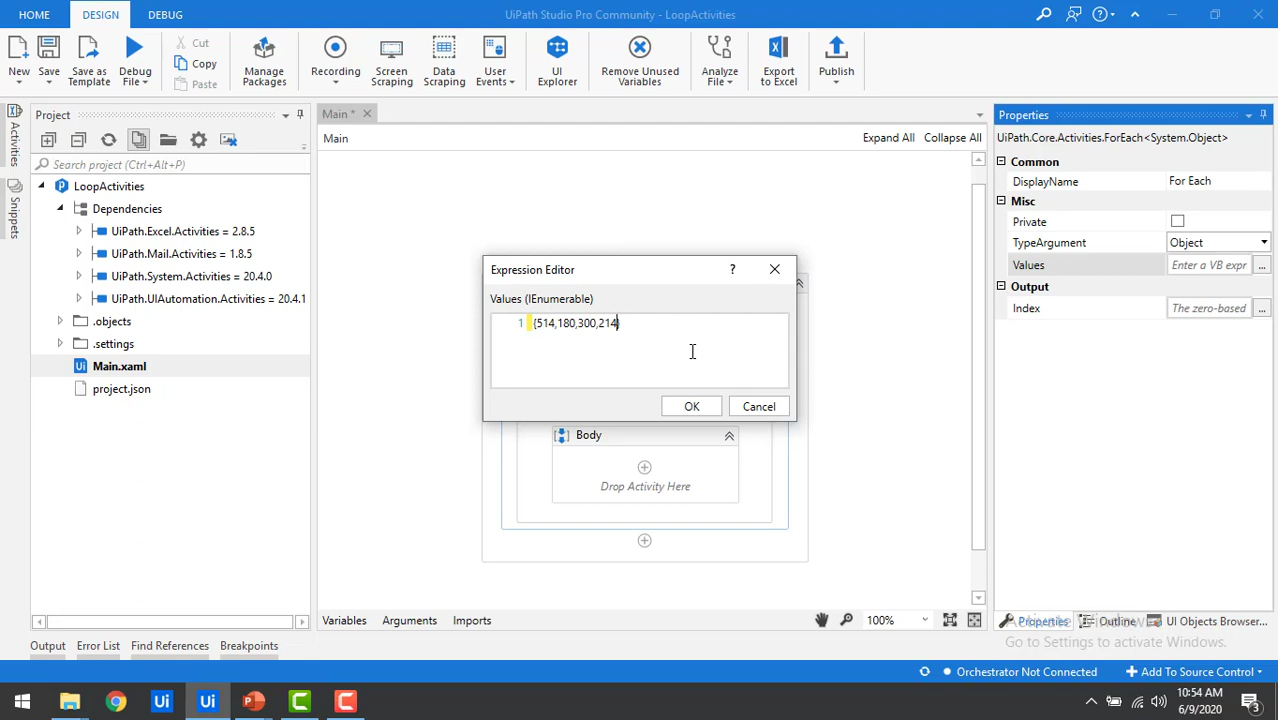 HOME DESIGN DEBUG UiPath Studio Pro Community - LoopActivities
New Save Save as Template Debug File Cut Copy Paste Manage Packages Recording Screen Scraping Data Scraping User Events UI Explorer Remove Unused Variables Analyze File Export to Excel Publish
Activities
Snippets
Project
Search project (Ctrl+Alt+P)
LoopActivities
Dependencies
UiPath.Excel.Activities = 2.8.5
UiPath.Mail.Activities = 1.8.5
UiPath.System.Activities = 20.4.0
UiPath.UIAutomation.Activities = 20.4.1
.objects
.settings
Main.xaml
project.json
Main *
Main Expand All Collapse All
Expression Editor
Values (IEnumerable)
1 {514,180,300,214}
OK Cancel
Body
Drop Activity Here
Properties
UiPath.Core.Activities.ForEach<System.Object>
Common
DisplayName For Each
Misc
Private
TypeArgument Object
Values Enter a VB expr ...
Output
Index The zero-based ...
Variables Arguments Imports 100%
Properties Outline UI Objects Browser...
Activate Windows
Go to Settings to activate Windows.
Output Error List Find References Breakpoints
Orchestrator Not Connected Add To Source Control
10:54 AM
6/9/2020
3